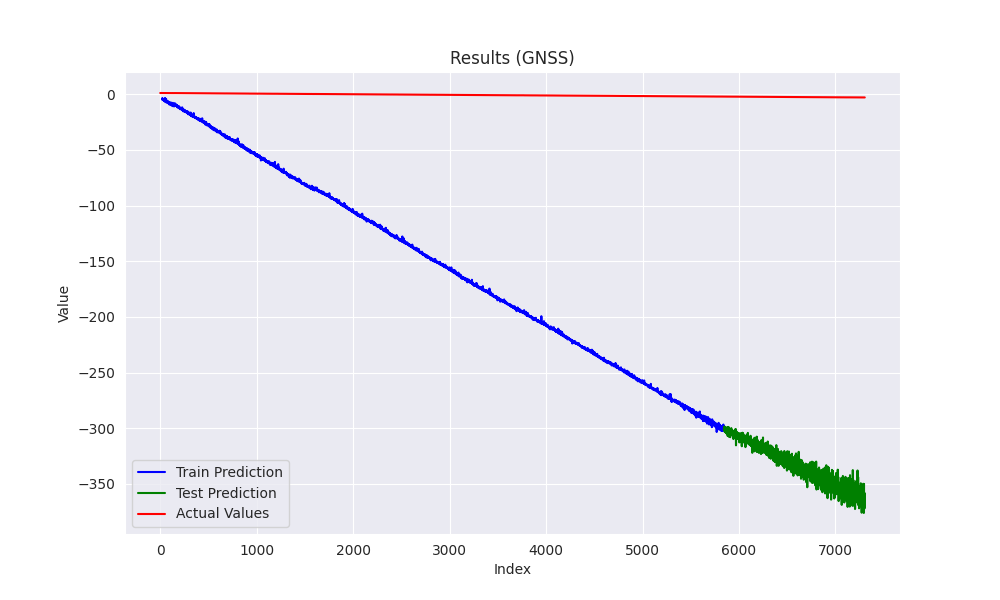 Results (GNSS)
0
−50
−100
−150
−200
−250
−300
−350
Value
Train Prediction
Test Prediction
Actual Values
0 1000 2000 3000 4000 5000 6000 7000
Index